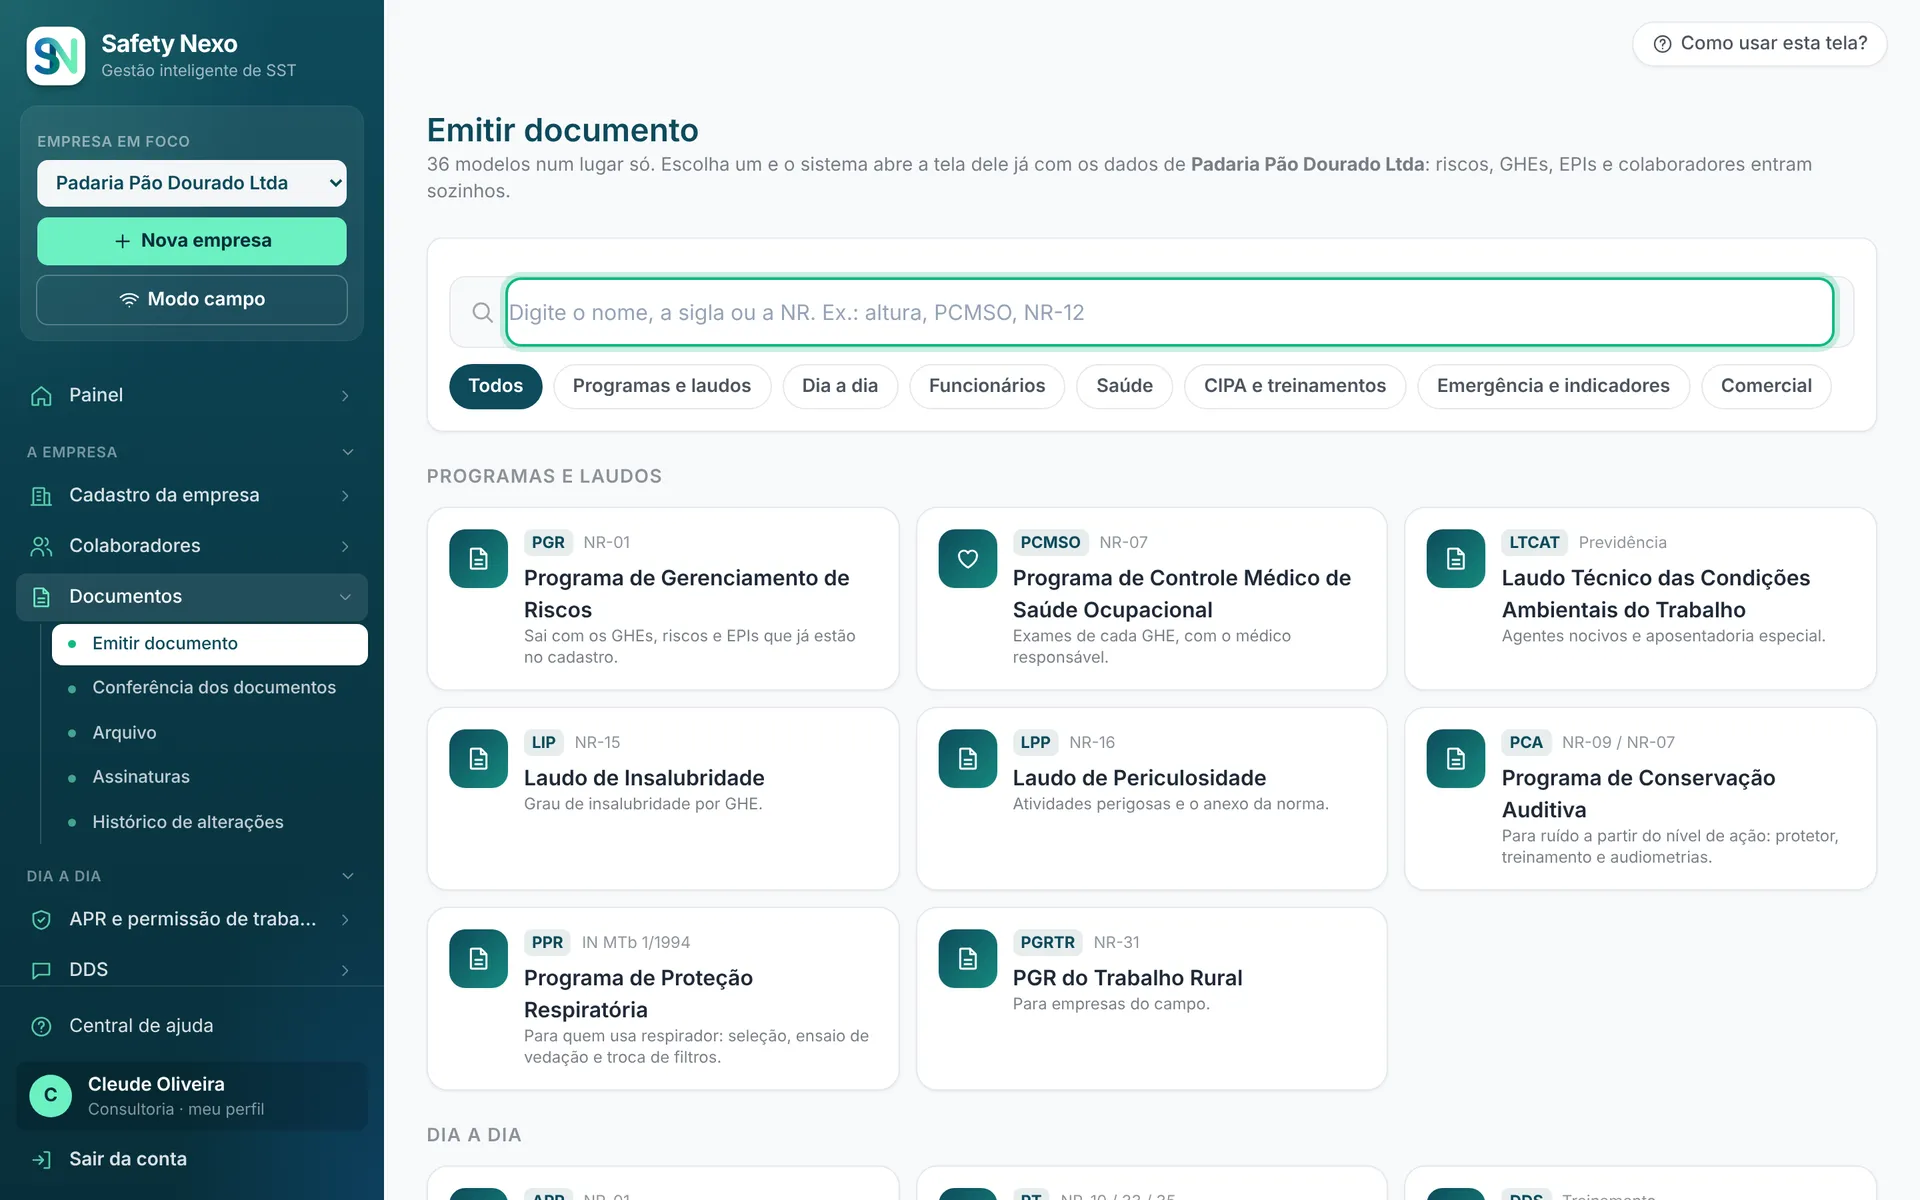 Safety Nexo
Gestão inteligente de SST
EMPRESA EM FOCO
Padaria Pão Dourado Ltda
+ Nova empresa
Modo campo
Painel
A EMPRESA
Cadastro da empresa
Colaboradores
Documentos
Emitir documento
Conferência dos documentos
Arquivo
Assinaturas
Histórico de alterações
DIA A DIA
APR e permissão de traba...
DDS
Central de ajuda
C
Cleude Oliveira
Consultoria · meu perfil
Sair da conta
Como usar esta tela?
Emitir documento
36 modelos num lugar só. Escolha um e o sistema abre a tela dele já com os dados de Padaria Pão Dourado Ltda: riscos, GHEs, EPIs e colaboradores entram
sozinhos.
Digite o nome, a sigla ou a NR. Ex.: altura, PCMSO, NR-12
Todos
Programas e laudos
Dia a dia
Funcionários
Saúde
CIPA e treinamentos
Emergência e indicadores
Comercial
PROGRAMAS E LAUDOS
PGR NR-01
Programa de Gerenciamento de
Riscos
Sai com os GHEs, riscos e EPIs que já estão
no cadastro.
PCMSO NR-07
Programa de Controle Médico de
Saúde Ocupacional
Exames de cada GHE, com o médico
responsável.
LTCAT Previdência
Laudo Técnico das Condições
Ambientais do Trabalho
Agentes nocivos e aposentadoria especial.
LIP NR-15
Laudo de Insalubridade
Grau de insalubridade por GHE.
LPP NR-16
Laudo de Periculosidade
Atividades perigosas e o anexo da norma.
PCA NR-09 / NR-07
Programa de Conservação
Auditiva
Para ruído a partir do nível de ação: protetor,
treinamento e audiometrias.
PPR IN MTb 1/1994
Programa de Proteção
Respiratória
Para quem usa respirador: seleção, ensaio de
vedação e troca de filtros.
PGRTR NR-31
PGR do Trabalho Rural
Para empresas do campo.
DIA A DIA
APR NR-01
PT NR-10 / 33 / 35
DDS Treinamento